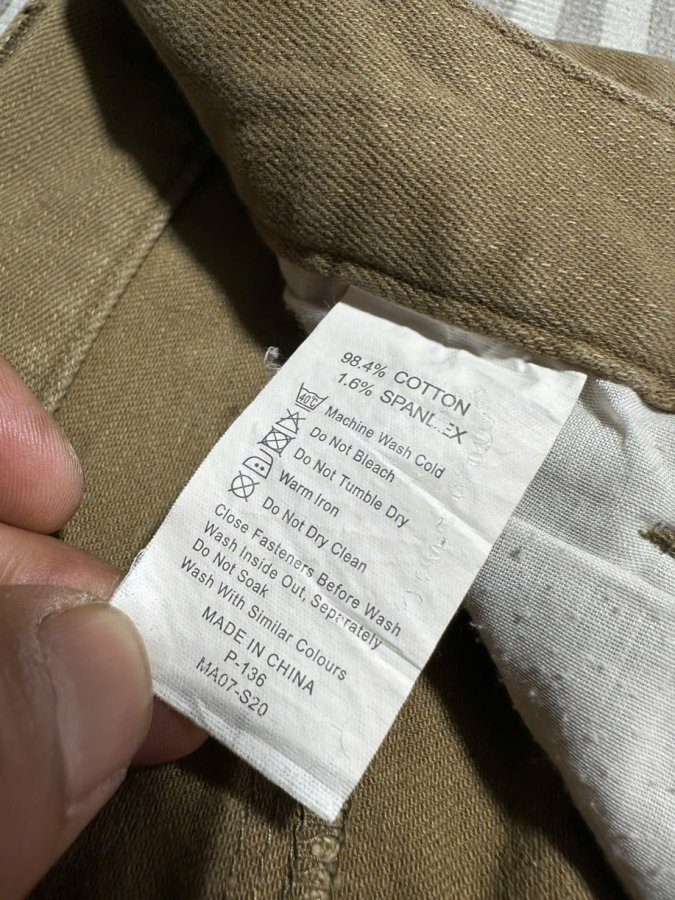 98.4% COTTON
1.6% SPANDEX
40°C Machine Wash Cold
Do Not Bleach
Do Not Tumble Dry
Warm Iron
Do Not Dry Clean
Close Fasteners Before Wash
Wash Inside Out, Separately
Do Not Soak
Wash With Similar Colours
MADE IN CHINA
P-136
MA07-S20